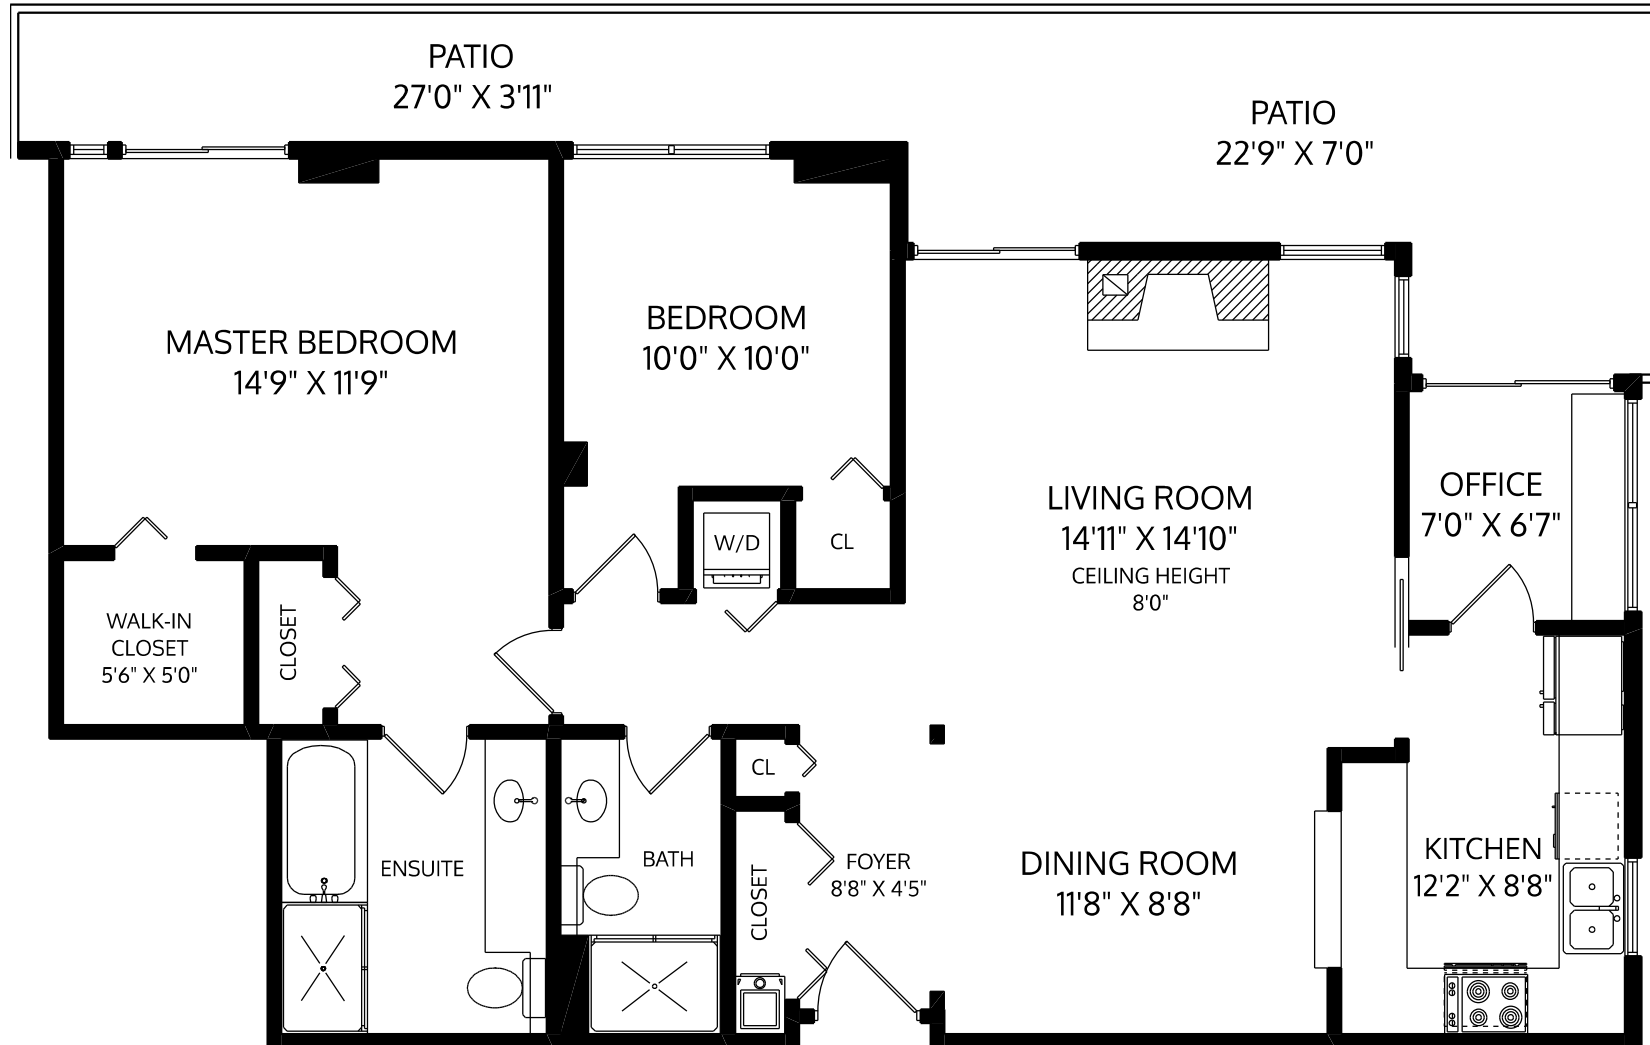 PATIO
27'0" X 3'11"
PATIO
22'9" X 7'0"
MASTER BEDROOM
14'9" X 11'9"
BEDROOM
10'0" X 10'0"
LIVING ROOM
14'11" X 14'10"
CEILING HEIGHT
8'0"
OFFICE
7'0" X 6'7"
W/D
CL
WALK-IN
CLOSET
5'6" X 5'0"
CLOSET
CL
ENSUITE
BATH
CLOSET
FOYER
8'8" X 4'5"
DINING ROOM
11'8" X 8'8"
KITCHEN
12'2" X 8'8"